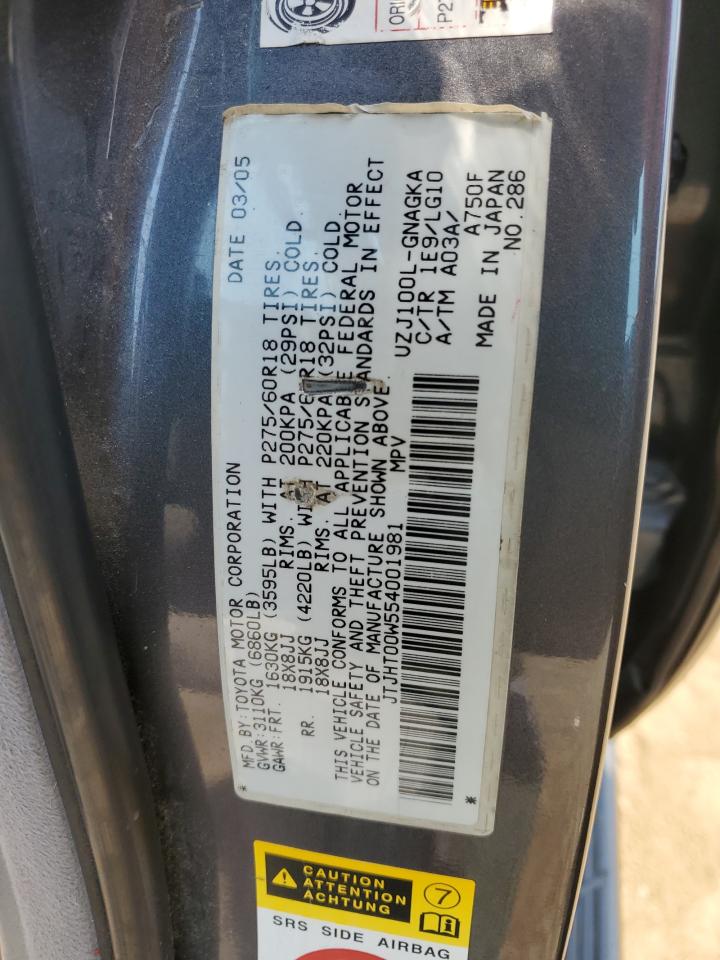 ORI
P27
DATE 03/05
MFD.BY:TOYOTA MOTOR CORPORATION
GVWR:3110KG (6860LB)
GAWR:FRT. 1630KG (3595LB) WITH P275/60R18 TIRES.
18X8JJ RIMS. AT 200KPA (29PSI) COLD.
RR. 1915KG (4220LB) WITH P275/60R18 TIRES.
18X8JJ RIMS. AT 220KPA (32PSI) COLD.
THIS VEHICLE CONFORMS TO ALL APPLICABLE FEDERAL MOTOR
VEHICLE SAFETY AND THEFT PREVENTION STANDARDS IN EFFECT
ON THE DATE OF MANUFACTURE SHOWN ABOVE.
JTJHT00W554001981 MPV
UZJ100L-GNAGKA
C/TR 1E9/LG10
A/TM A03A/
A750F
MADE IN JAPAN
NO.286
* *
CAUTION
ATTENTION
ACHTUNG
7
SRS SIDE AIRBAG